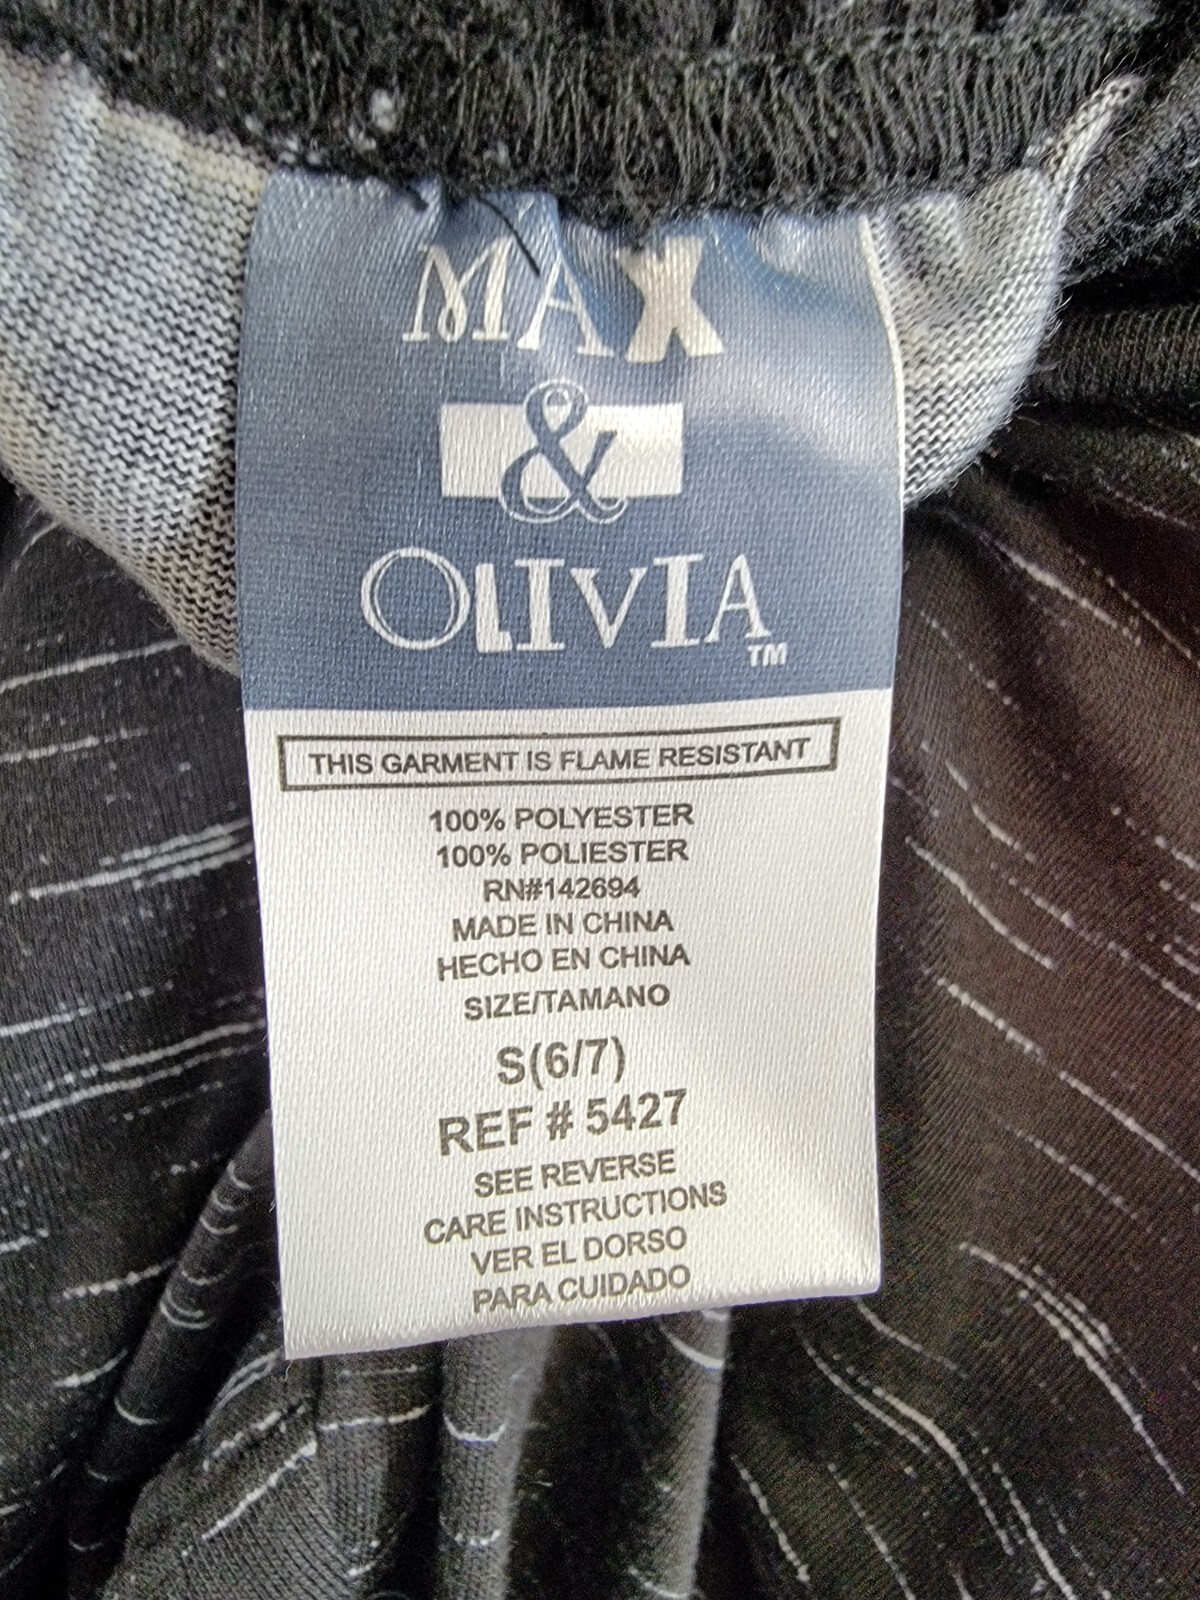 MAX
&
OLIVIA
TM
THIS GARMENT IS FLAME RESISTANT
100% POLYESTER
100% POLIESTER
RN#142694
MADE IN CHINA
HECHO EN CHINA
SIZE/TAMANO
S(6/7)
REF # 5427
SEE REVERSE
CARE INSTRUCTIONS
VER EL DORSO
PARA CUIDADO